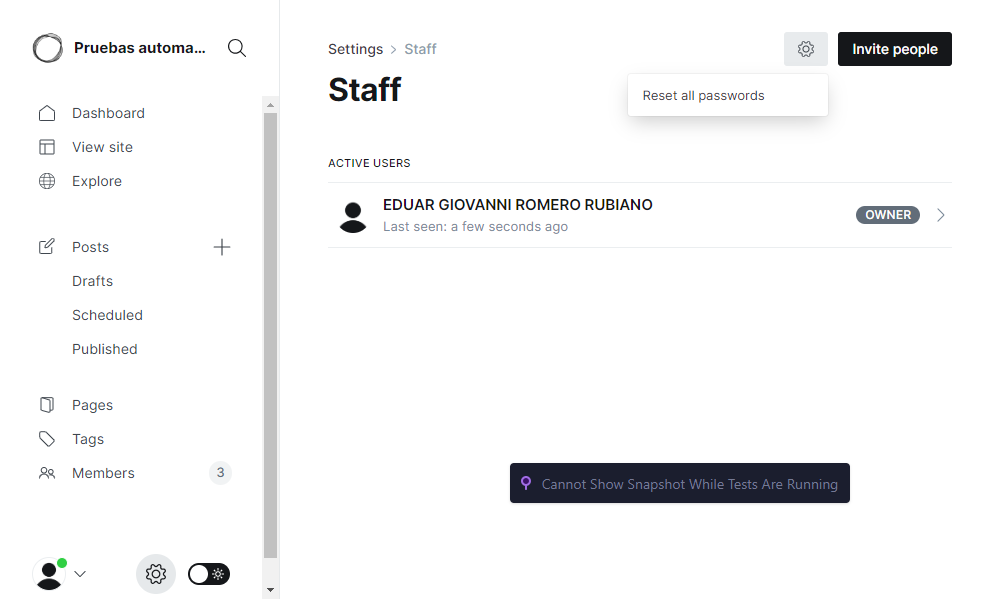 Pruebas automa...
Dashboard
View site
Explore
Posts
Drafts
Scheduled
Published
Pages
Tags
Members 3
Settings > Staff
Invite people
Staff
Reset all passwords
ACTIVE USERS
EDUAR GIOVANNI ROMERO RUBIANO
Last seen: a few seconds ago
OWNER
Cannot Show Snapshot While Tests Are Running